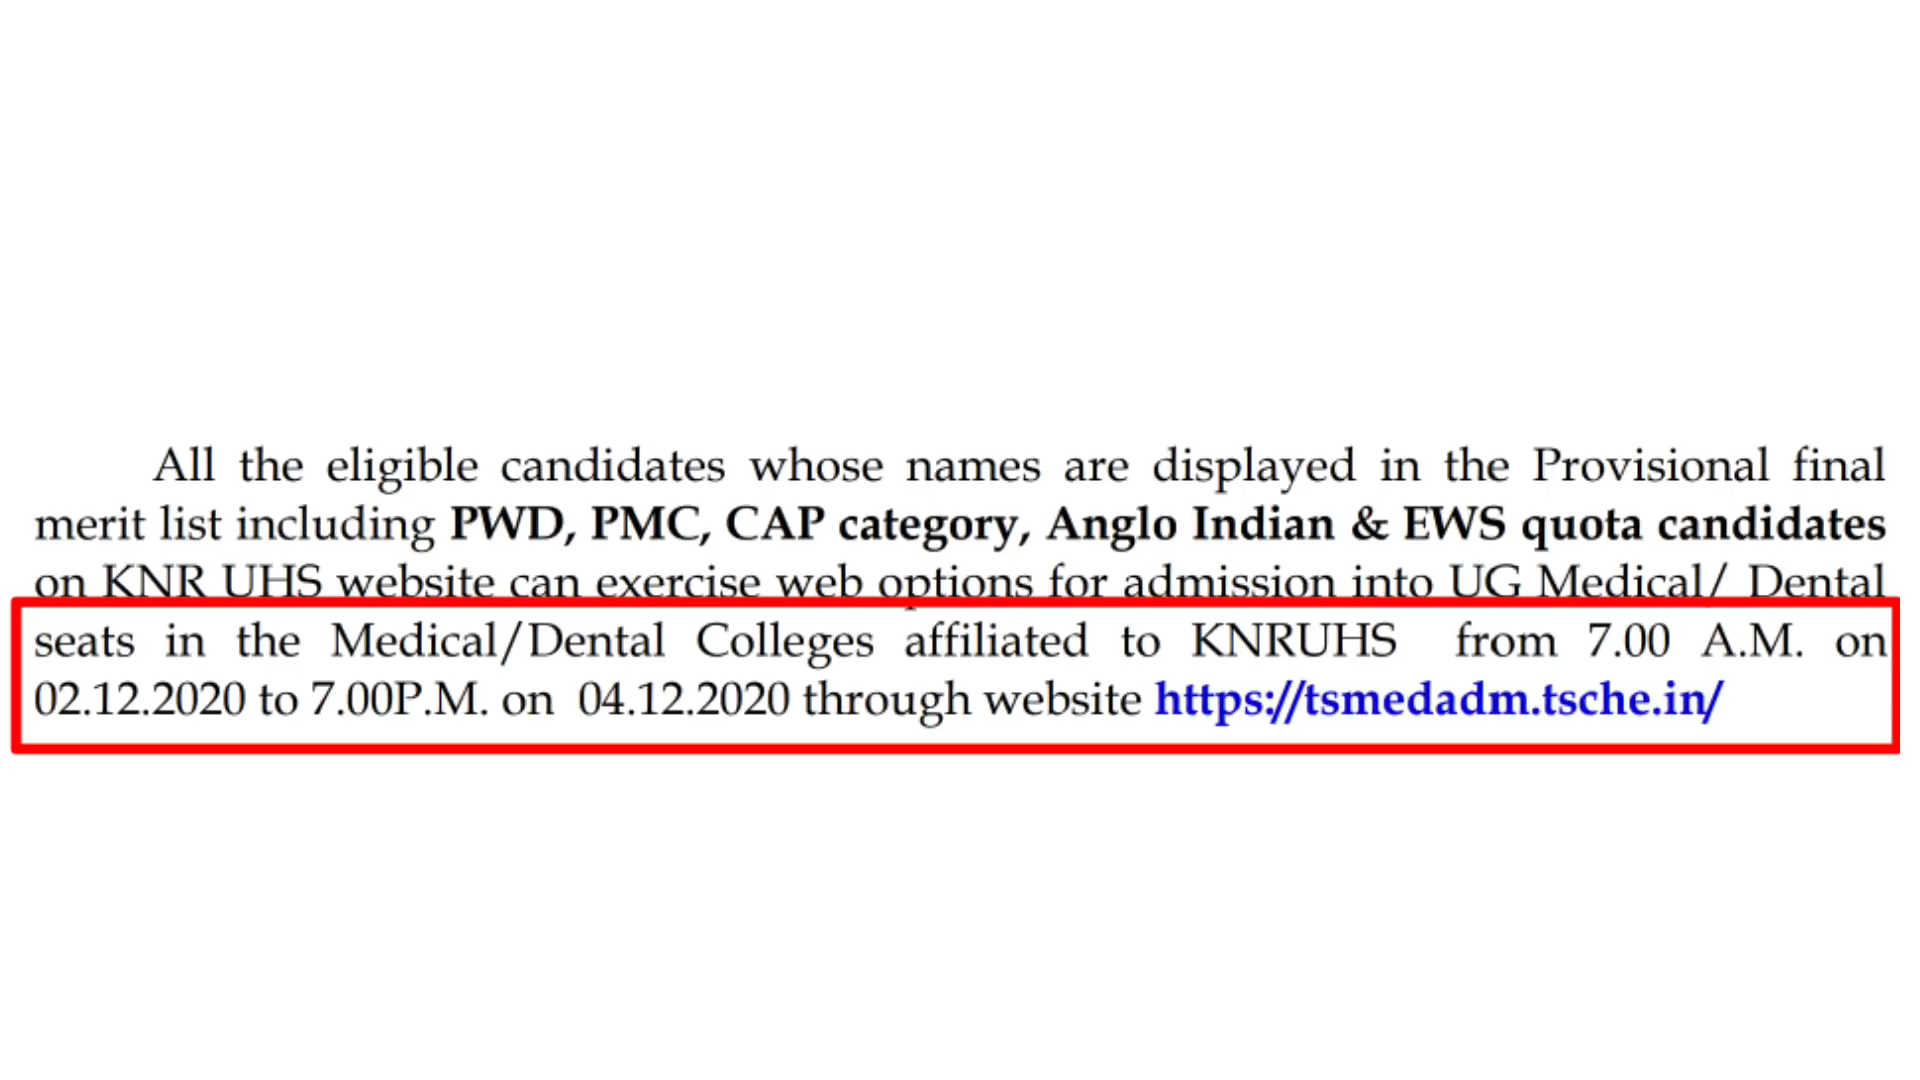 All the eligible candidates whose names are displayed in the Provisional final
merit list including PWD, PMC, CAP category, Anglo Indian & EWS quota candidates
on KNR UHS website can exercise web options for admission into UG Medical/ Dental
seats in the Medical/Dental Colleges affiliated to KNRUHS from 7.00 A.M. on
02.12.2020 to 7.00P.M. on 04.12.2020 through website https://tsmedadm.tsche.in/